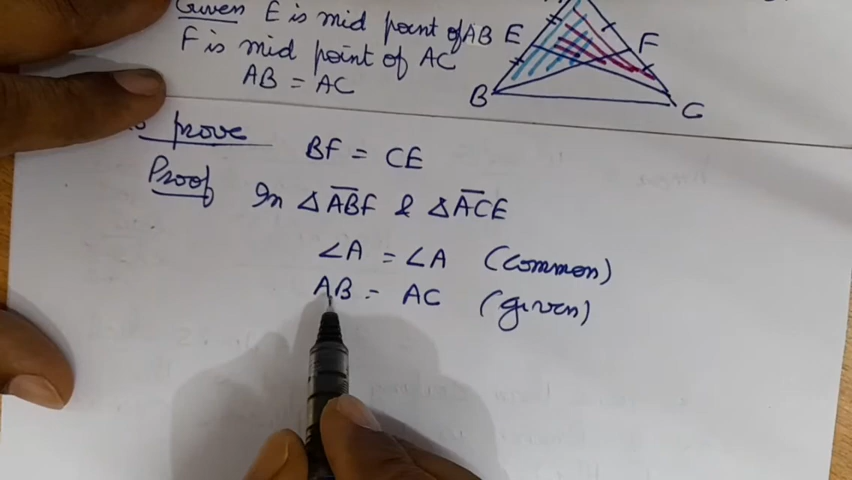 Given E is mid point of AB
F is mid point of AC
AB = AC
E
F
B
C
prove
BF = CE
Proof In Δ ABF & Δ ACE
∠A = ∠A (common)
AB = AC (given)